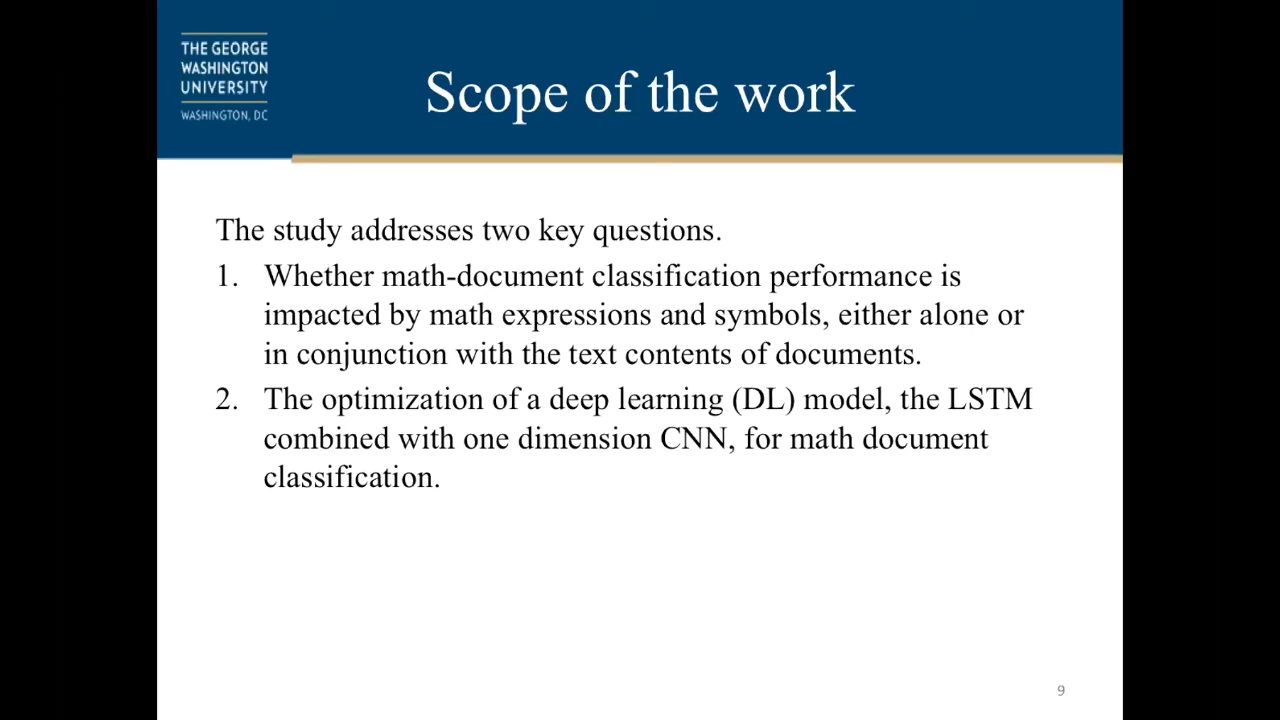 THE GEORGE
WASHINGTON
UNIVERSITY
WASHINGTON, DC
Scope of the work
The study addresses two key questions.
1. Whether math-document classification performance is
impacted by math expressions and symbols, either alone or
in conjunction with the text contents of documents.
2. The optimization of a deep learning (DL) model, the LSTM
combined with one dimension CNN, for math document
classification.
9